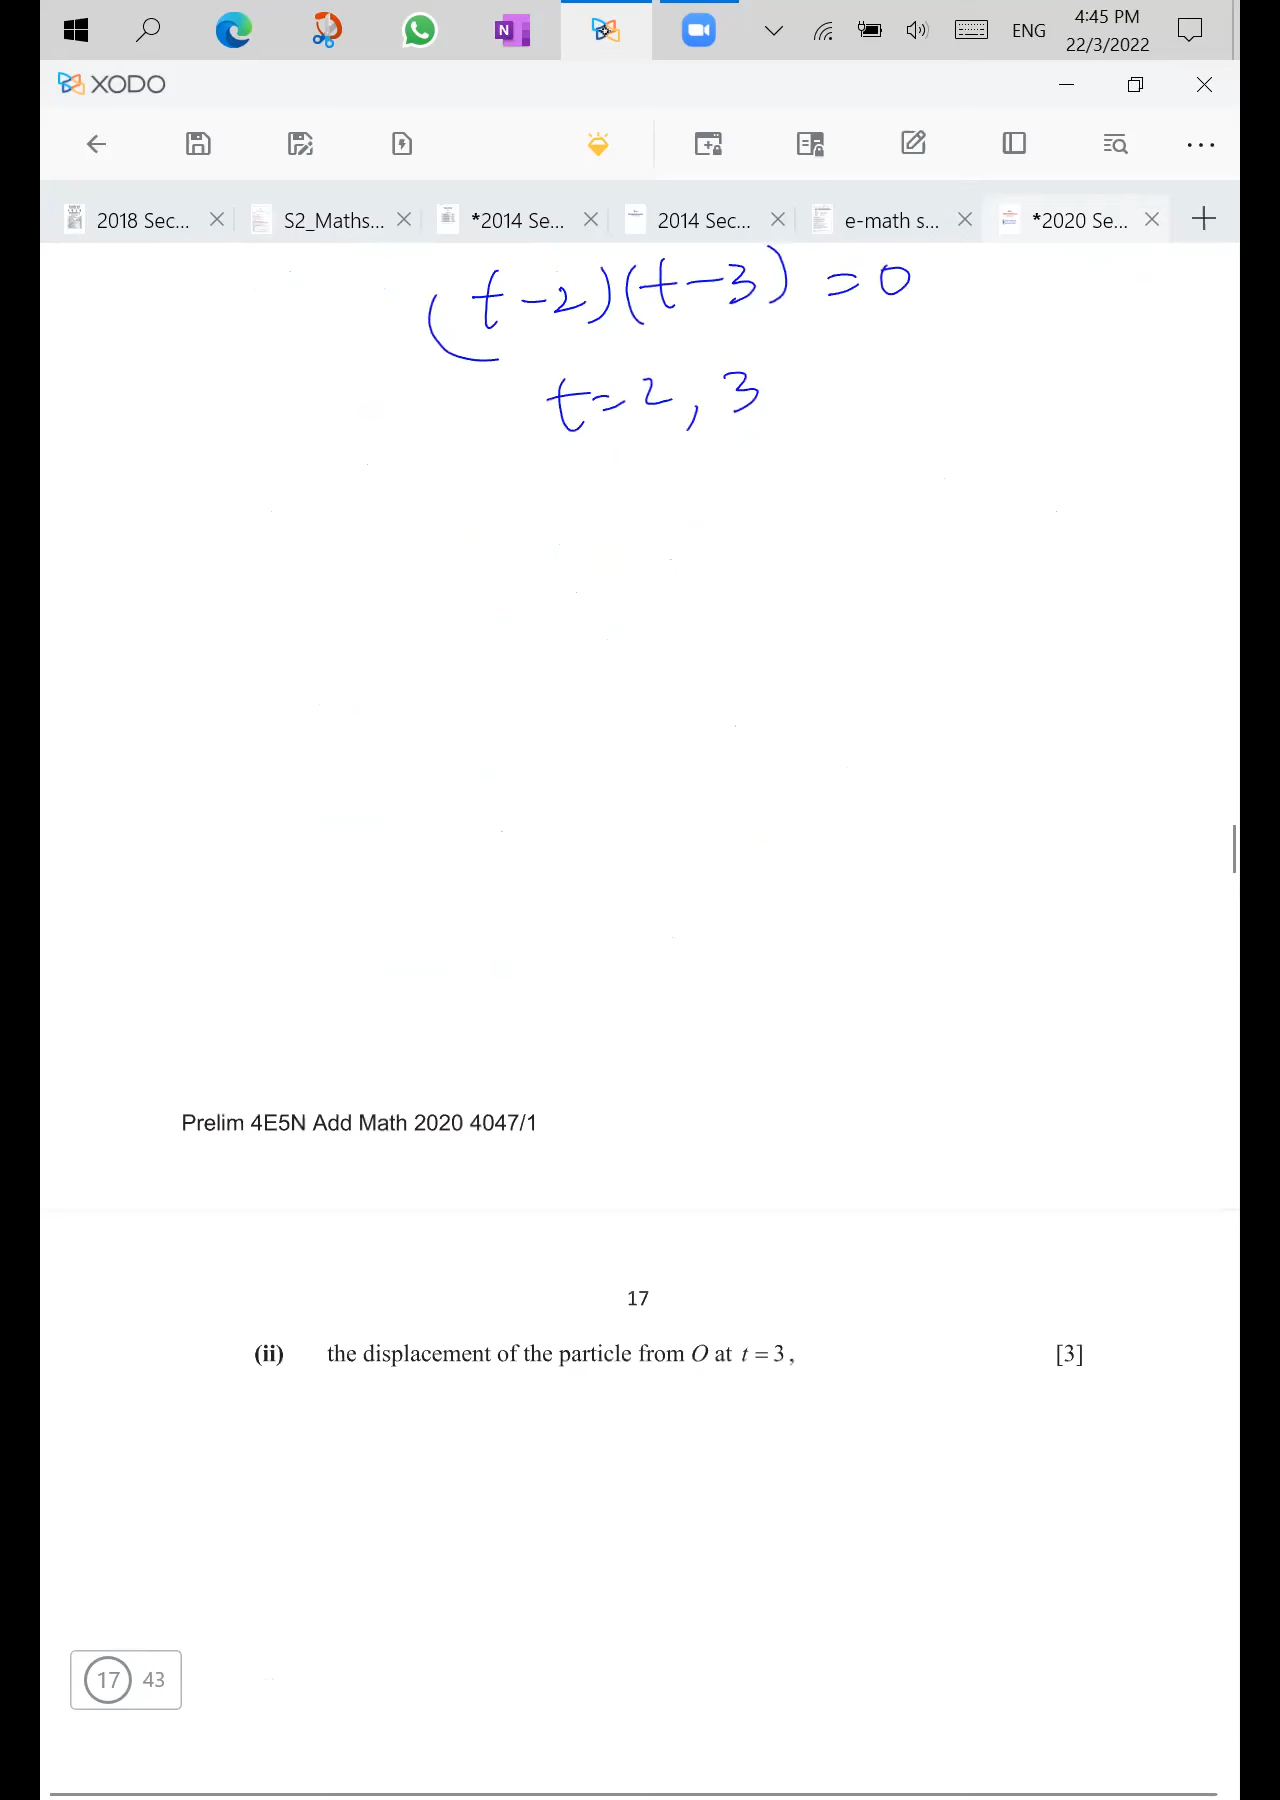 N
ENG
4:45 PM
22/3/2022
XODO
2018 Sec...
S2_Maths...
*2014 Se...
2014 Sec...
e-math s...
*2020 Se...
(t-2)(t-3) = 0
t=2, 3
Prelim 4E5N Add Math 2020 4047/1
17
(ii) the displacement of the particle from O at t = 3, [3]
17 43